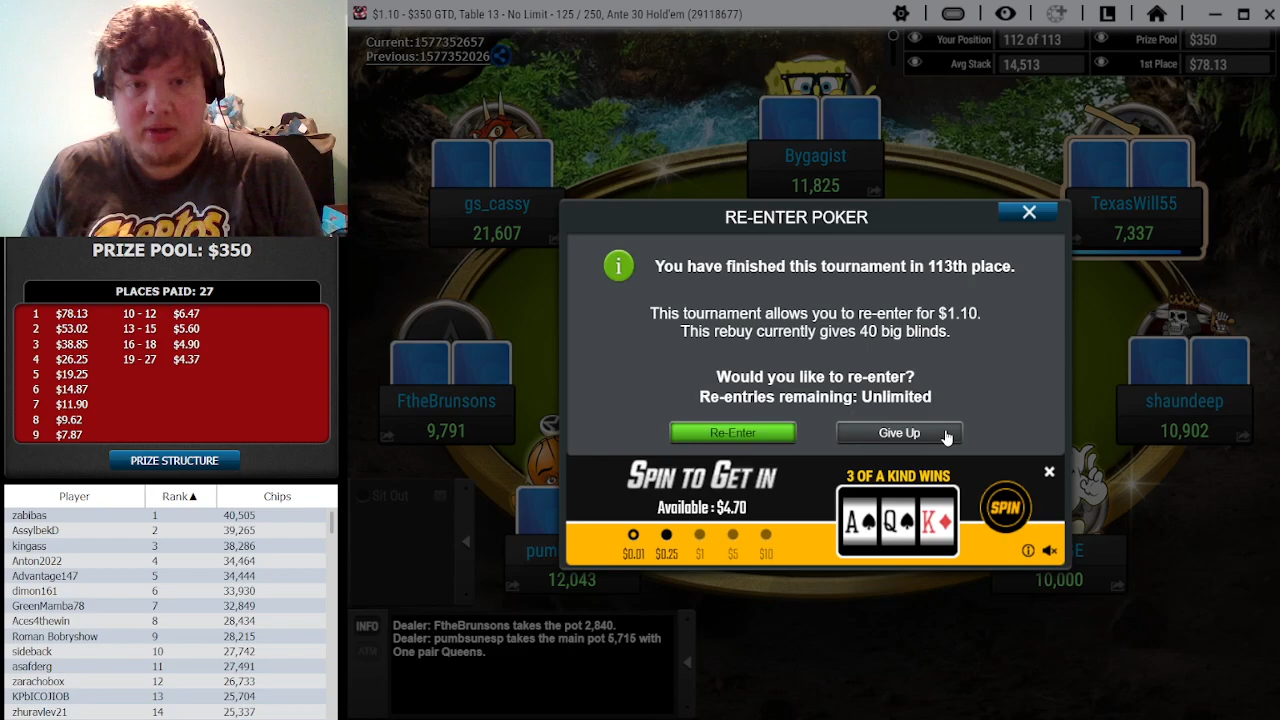 $1.10 - $350 GTD, Table 13 - No Limit - 125 / 250, Ante 30 Hold'em (29118677)
Current:1577352657
Previous:1577352026
Your Position 112 of 113 Prize Pool $350
Avg Stack 14,513 1st Place $78.13
Bygagist
11,825
gs_cassy
21,607
TexasWill55
7,337
FtheBrunsons
9,791
shaundeep
10,902
pum
12,043
10,000
Sit Out
RE-ENTER POKER
You have finished this tournament in 113th place.
This tournament allows you to re-enter for $1.10.
This rebuy currently gives 40 big blinds.
Would you like to re-enter?
Re-entries remaining: Unlimited
Re-Enter Give Up
SPIN TO GET IN
Available : $4.70
3 OF A KIND WINS
A Q K
SPIN
$0.01 $0.25 $1 $5 $10
INFO
Dealer: FtheBrunsons takes the pot 2,840.
Dealer: pumbsunesp takes the main pot 5,715 with
One pair Queens.
Cheetos
PRIZE POOL: $350
PLACES PAID: 27
1 $78.13 10 - 12 $6.47
2 $53.02 13 - 15 $5.60
3 $38.85 16 - 18 $4.90
4 $26.25 19 - 27 $4.37
5 $19.25
6 $14.87
7 $11.90
8 $9.62
9 $7.87
PRIZE STRUCTURE
Player Rank▲ Chips
zabibas 1 40,505
AssylbekD 2 39,265
kingass 3 38,286
Anton2022 4 34,464
Advantage147 5 34,444
dimon161 6 33,930
GreenMamba78 7 32,849
Aces4thewin 8 28,434
Roman Bobryshow 9 28,215
sideback 10 27,742
asafderg 11 27,491
zarachobox 12 26,733
KPbICOJIOB 13 25,704
zhuravlev21 14 25,337